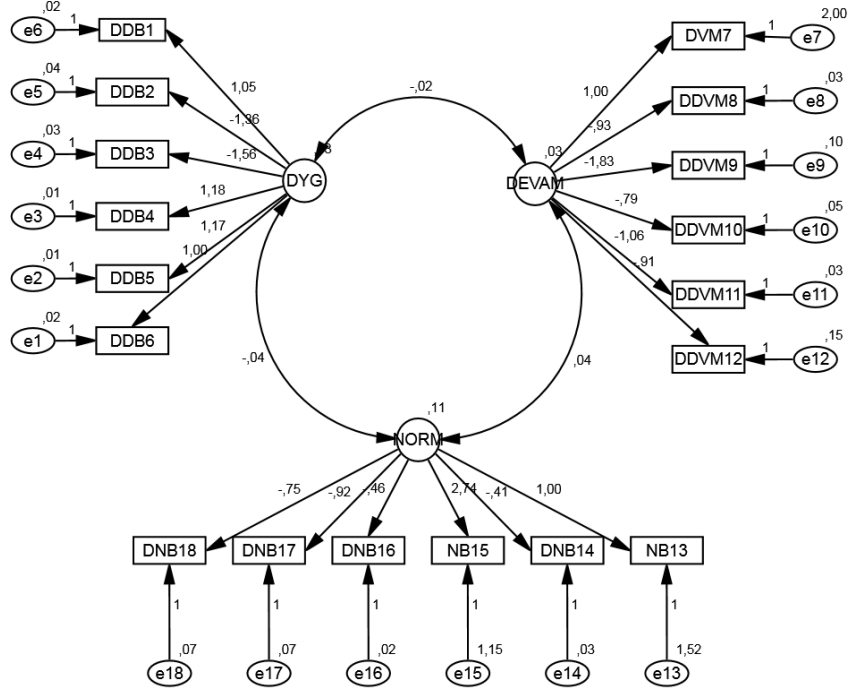 ,02
e6
1
DDB1
,04
e5
1
DDB2
,03
e4
1
DDB3
,01
e3
1
DDB4
,01
e2
1
DDB5
,02
e1
1
DDB6
1,05
-1,36
-1,56
1,18
1,17
1,00
DYG
-,02
,03
DEVAM
1,00
-,93
-1,83
-,79
-1,06
-,91
DVM7
1
2,00
e7
DDVM8
1
,03
e8
DDVM9
1
,10
e9
DDVM10
1
,05
e10
DDVM11
1
,03
e11
DDVM12
1
,15
e12
-,04
,04
,11
NORM
-,75
-,92
-,46
2,74
-,41
1,00
DNB18
DNB17
DNB16
NB15
DNB14
NB13
1
1
1
1
1
1
,07
,07
,02
1,15
,03
1,52
e18
e17
e16
e15
e14
e13